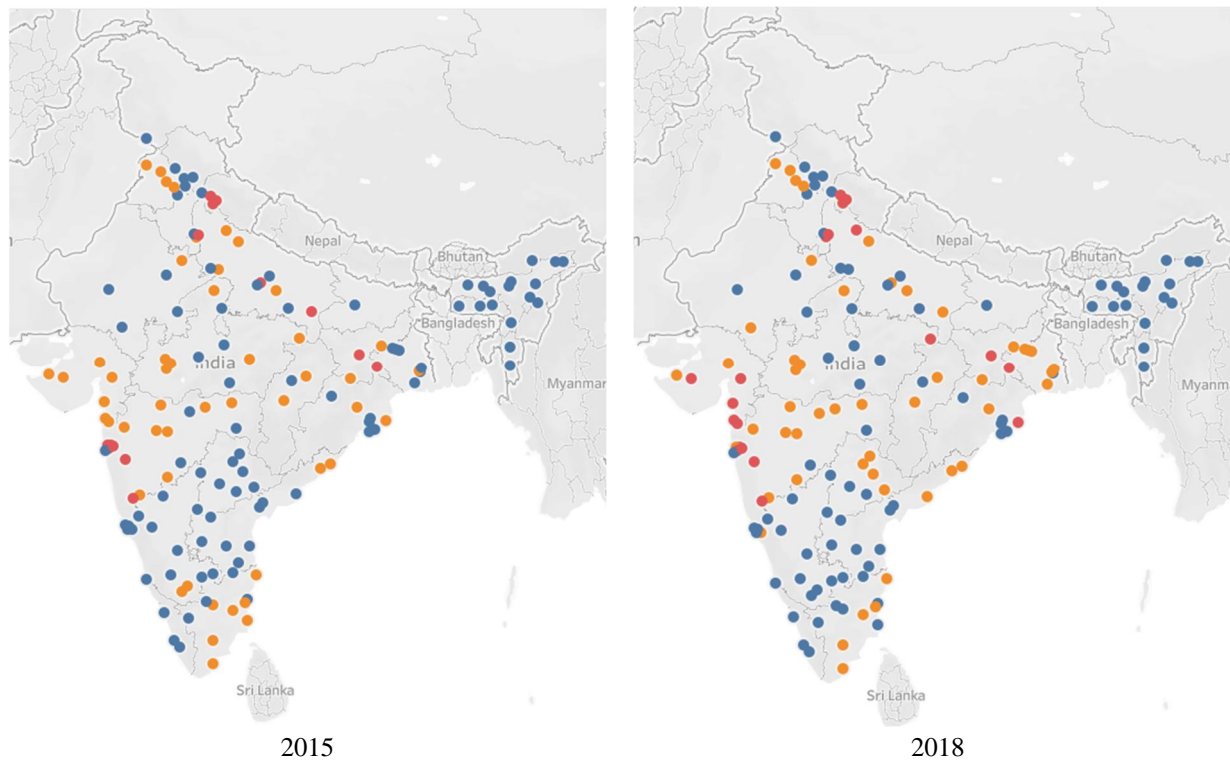 Nepal
Bhutan
Bangladesh
India
Myanmar
Sri Lanka
2015
Nepal
Bhutan
Bangladesh
India
Myanm
Sri Lanka
2018